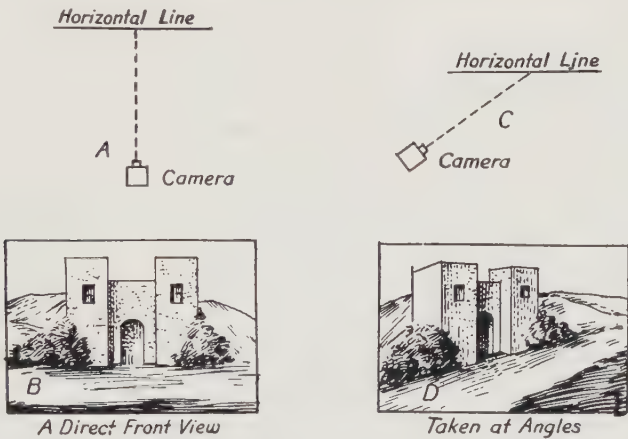 Horizontal Line
A
Camera
Horizontal Line
C
Camera
B
A Direct Front View
D
Taken at Angles